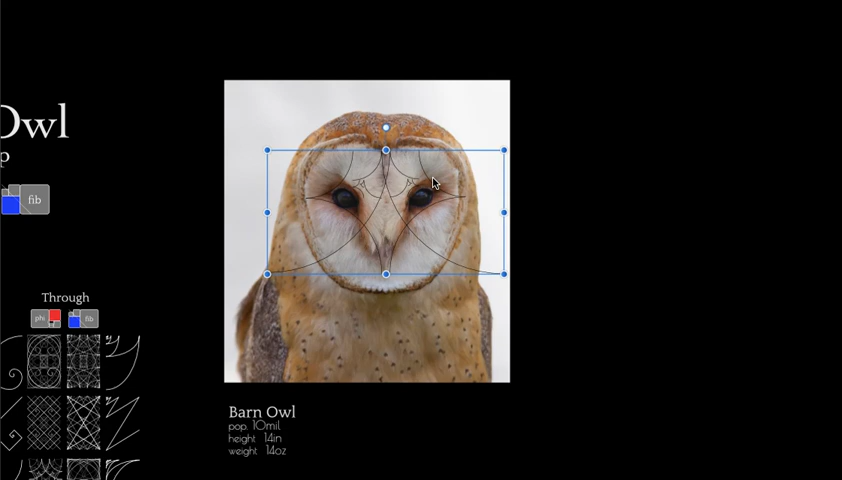 Owl
p
fib
Through
phi
fib
Barn Owl
pop. 10mil
height 14in
weight 14oz